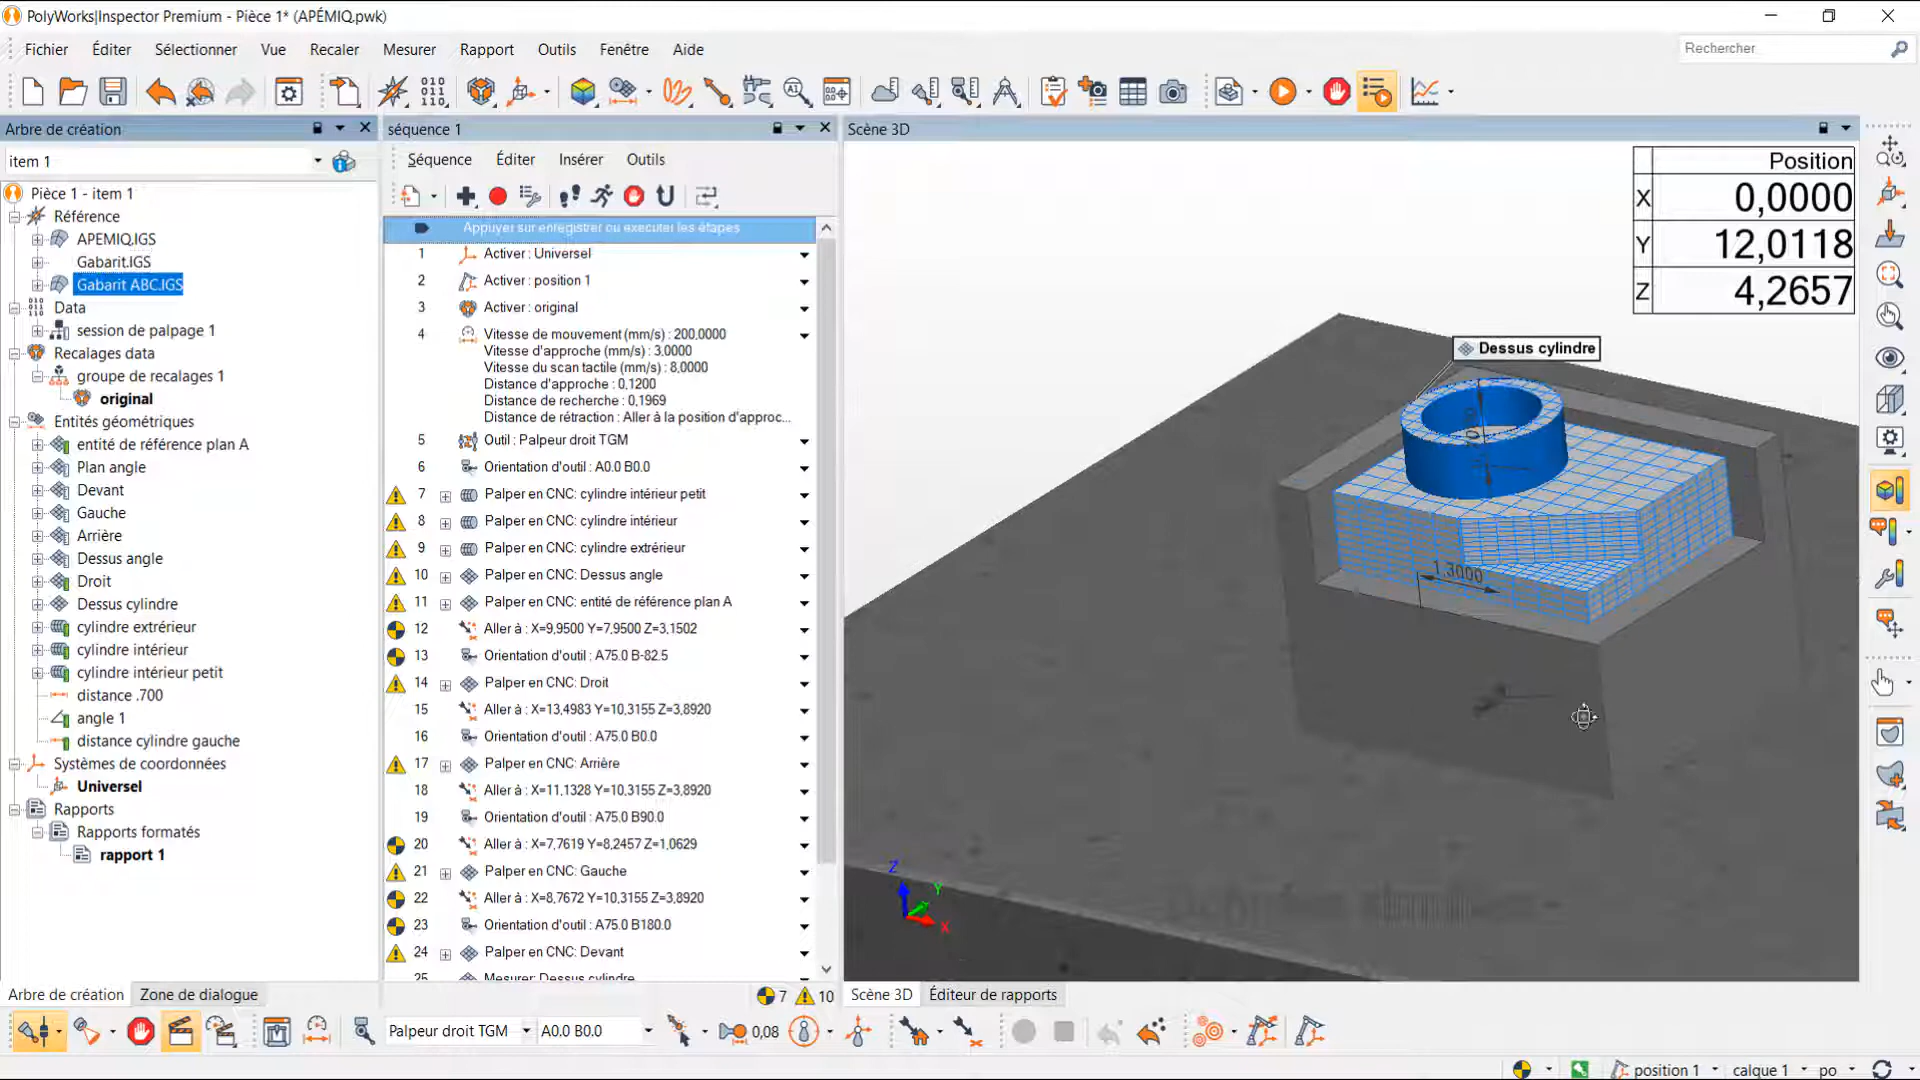 PolyWorks|Inspector Premium - Pièce 1* (APÉMIQ.pwk)
Fichier Éditer Sélectionner Vue Recaler Mesurer Rapport Outils Fenêtre Aide
Rechercher
Arbre de création
item 1
Pièce 1 - item 1
Référence
APEMIQ.IGS
Gabarit.IGS
Gabarit ABC.IGS
Data
session de palpage 1
Recalages data
groupe de recalages 1
original
Entités géométriques
entité de référence plan A
Plan angle
Devant
Gauche
Arrière
Dessus angle
Droit
Dessus cylindre
cylindre extérieur
cylindre intérieur
cylindre intérieur petit
distance .700
angle 1
distance cylindre gauche
Systèmes de coordonnées
Universel
Rapports
Rapports formatés
rapport 1
Arbre de création Zone de dialogue
séquence 1
Séquence Éditer Insérer Outils
Appuyer sur enregistrer ou exécuter les étapes
1 Activer : Universel
2 Activer : position 1
3 Activer : original
4 Vitesse de mouvement (mm/s) : 200,0000
Vitesse d'approche (mm/s) : 3,0000
Vitesse du scan tactile (mm/s) : 8,0000
Distance d'approche : 0,1200
Distance de recherche : 0,1969
Distance de rétraction : Aller à la position d'approc...
5 Outil : Palpeur droit TGM
6 Orientation d'outil : A0.0 B0.0
7 Palper en CNC: cylindre intérieur petit
8 Palper en CNC: cylindre intérieur
9 Palper en CNC: cylindre extérieur
10 Palper en CNC: Dessus angle
11 Palper en CNC: entité de référence plan A
12 Aller à : X=9,9500 Y=7,9500 Z=3,1502
13 Orientation d'outil : A75.0 B-82.5
14 Palper en CNC: Droit
15 Aller à : X=13,4983 Y=10,3155 Z=3,8920
16 Orientation d'outil : A75.0 B0.0
17 Palper en CNC: Arrière
18 Aller à : X=11,1328 Y=10,3155 Z=3,8920
19 Orientation d'outil : A75.0 B90.0
20 Aller à : X=7,7619 Y=8,2457 Z=1,0629
21 Palper en CNC: Gauche
22 Aller à : X=8,7672 Y=10,3155 Z=3,8920
23 Orientation d'outil : A75.0 B180.0
24 Palper en CNC: Devant
25 Mesurer: Dessus cylindre
7 10
Scène 3D
Position
X 0,0000
Y 12,0118
Z 4,2657
Dessus cylindre
1.3000
Z
Y
X
Scène 3D Éditeur de rapports
Palpeur droit TGM A0.0 B0.0 0,08
position 1 calque 1 po